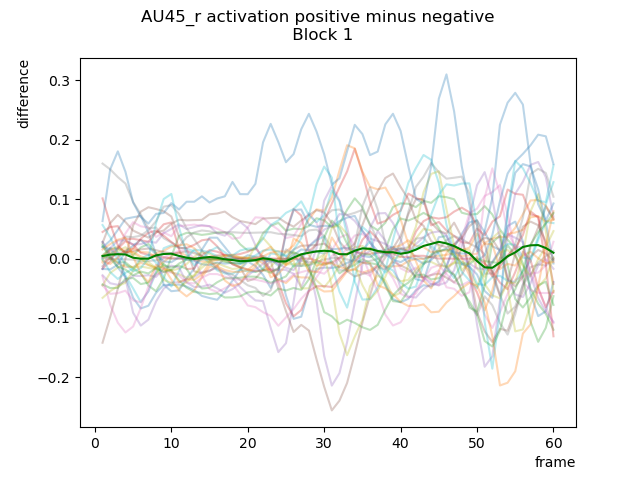 AU45_r activation positive minus negative
Block 1
difference
0.3
0.2
0.1
0.0
−0.1
−0.2
0 10 20 30 40 50 60
frame